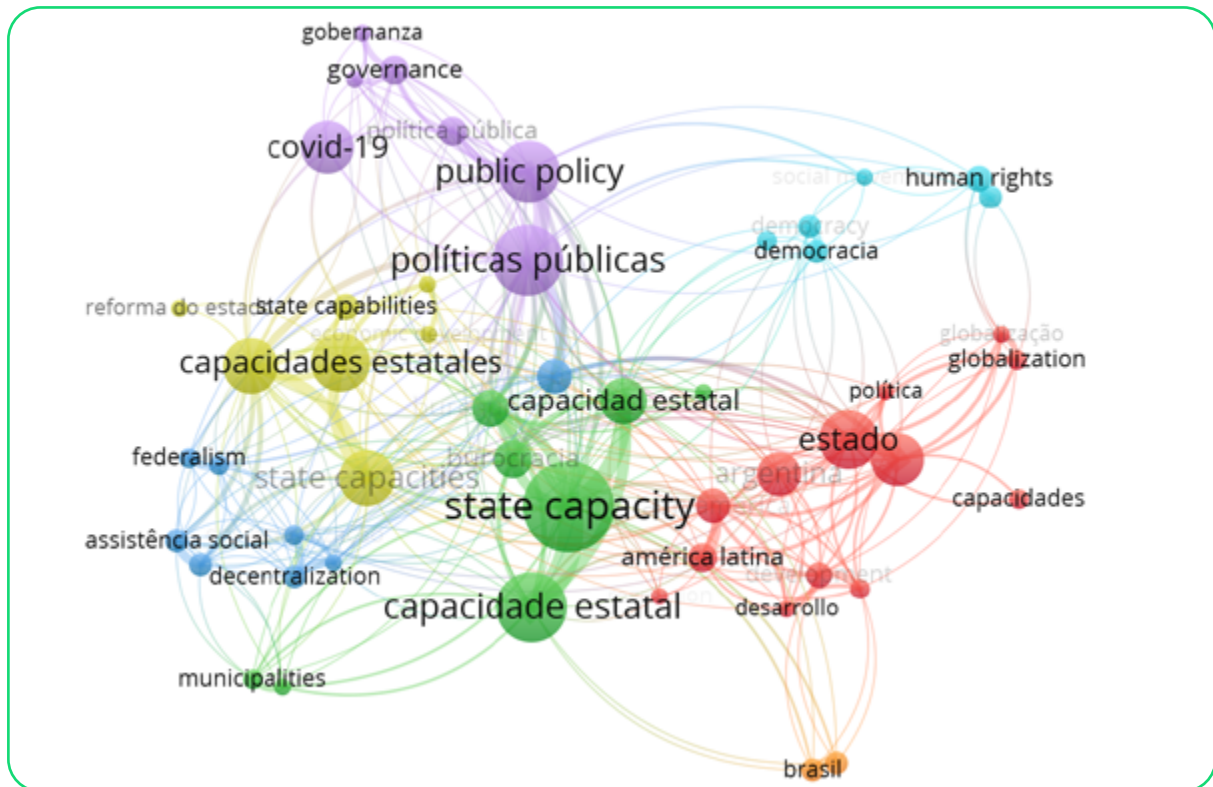 gobernanza
governance
política pública
covid-19
public policy
human rights
democracy
democracia
políticas públicas
reforma do estado
state capabilities
economic development
globalização
globalization
capacidades estatales
política
capacidad estatal
estado
federalism
burocracia
state capacities
argentina
capacidades
state capacity
assistência social
américa latina
decentralization
development
desarrollo
capacidade estatal
municipalities
brasil